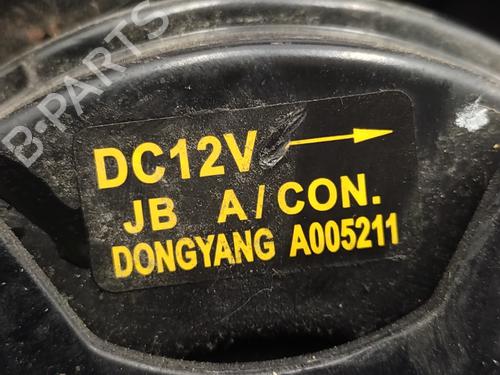 B-PARTS
DC12V →
JB A/CON.
DONGYANG A005211